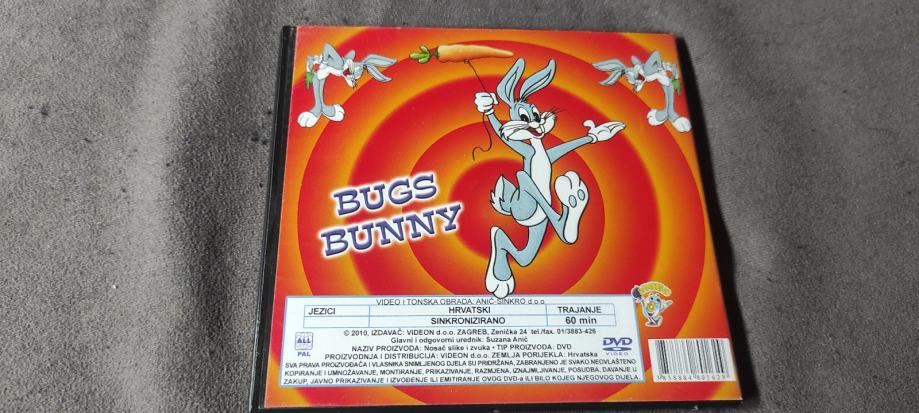 BUGS
BUNNY
VIDEO I TONSKA OBRADA: ANIĆ-SINKRO d.o.o
JEZICI HRVATSKI TRAJANJE
SINKRONIZIRANO 60 min
© 2010, IZDAVAČ: VIDEON d.o.o. ZAGREB, Zenička 24 tel./fax. 01/3883-426
Glavni i odgovorni urednik: Suzana Anić
NAZIV PROIZVODA: Nosač slike i zvuka • TIP PROIZVODA: DVD
PROIZVODNJA I DISTRIBUCIJA: VIDEON d.o.o. ZEMLJA PORIJEKLA: Hrvatska
SVA PRAVA PROIZVOĐAČA I VLASNIKA SNIMLJENOG DJELA SU PRIDRŽANA, ZABRANJENO JE SVAKO NEOVLAŠTENO
KOPIRANJE I UMNOŽAVANJE, MONTIRANJE, PRIKAZIVANJE, RAZMJENA, IZNAJMLJIVANJE, POSUDBA, DAVANJE U
ZAKUP, JAVNO PRIKAZIVANJE I IZVOĐENJE ILI EMITIRANJE OVOG DVD-a ILI BILO KOJEG NJEGOVOG DIJELA.
ALL
PAL
DVD
VIDEO